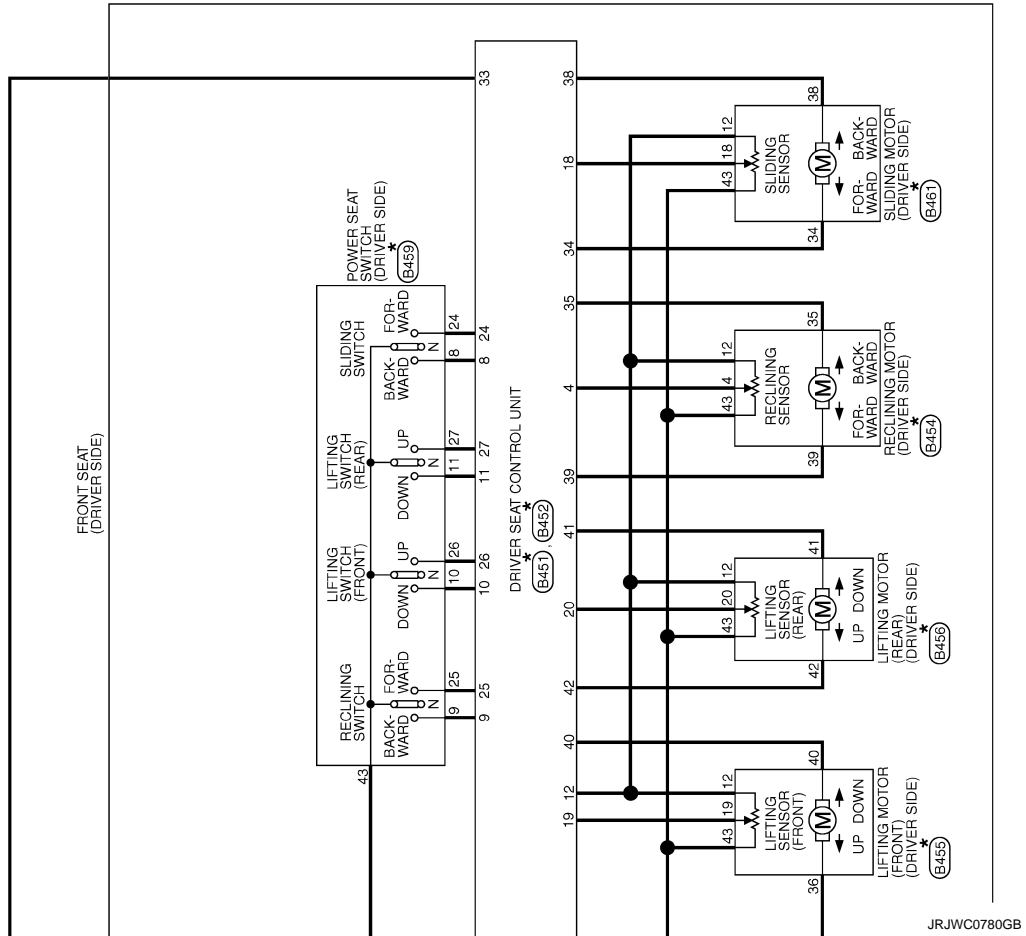 FRONT SEAT
(DRIVER SIDE)
33
38
18
34
35
4
39
41
20
42
40
12
19
POWER SEAT
SWITCH
(DRIVER SIDE)
*
B459
SLIDING
SWITCH
FOR-
WARD
BACK-
WARD
N
24
8
24
8
LIFTING
SWITCH
(REAR)
UP
DOWN
N
27
11
27
11
LIFTING
SWITCH
(FRONT)
UP
DOWN
N
26
10
26
10
RECLINING
SWITCH
FOR-
WARD
BACK-
WARD
N
25
9
25
9
43
DRIVER SEAT CONTROL UNIT
* *
B451 , B452
38
12
18
43
SLIDING
SENSOR
M
FOR-
WARD
BACK-
WARD
34
SLIDING MOTOR
(DRIVER SIDE)
*
B461
35
12
4
43
RECLINING
SENSOR
M
FOR-
WARD
BACK-
WARD
39
RECLINING MOTOR
(DRIVER SIDE)
*
B454
41
12
20
43
LIFTING
SENSOR
(REAR)
M
UP DOWN
42
LIFTING MOTOR
(REAR)
(DRIVER SIDE)
*
B456
40
12
19
43
LIFTING
SENSOR
(FRONT)
M
UP DOWN
36
LIFTING MOTOR
(FRONT)
(DRIVER SIDE)
*
B455
JRJWC0780GB